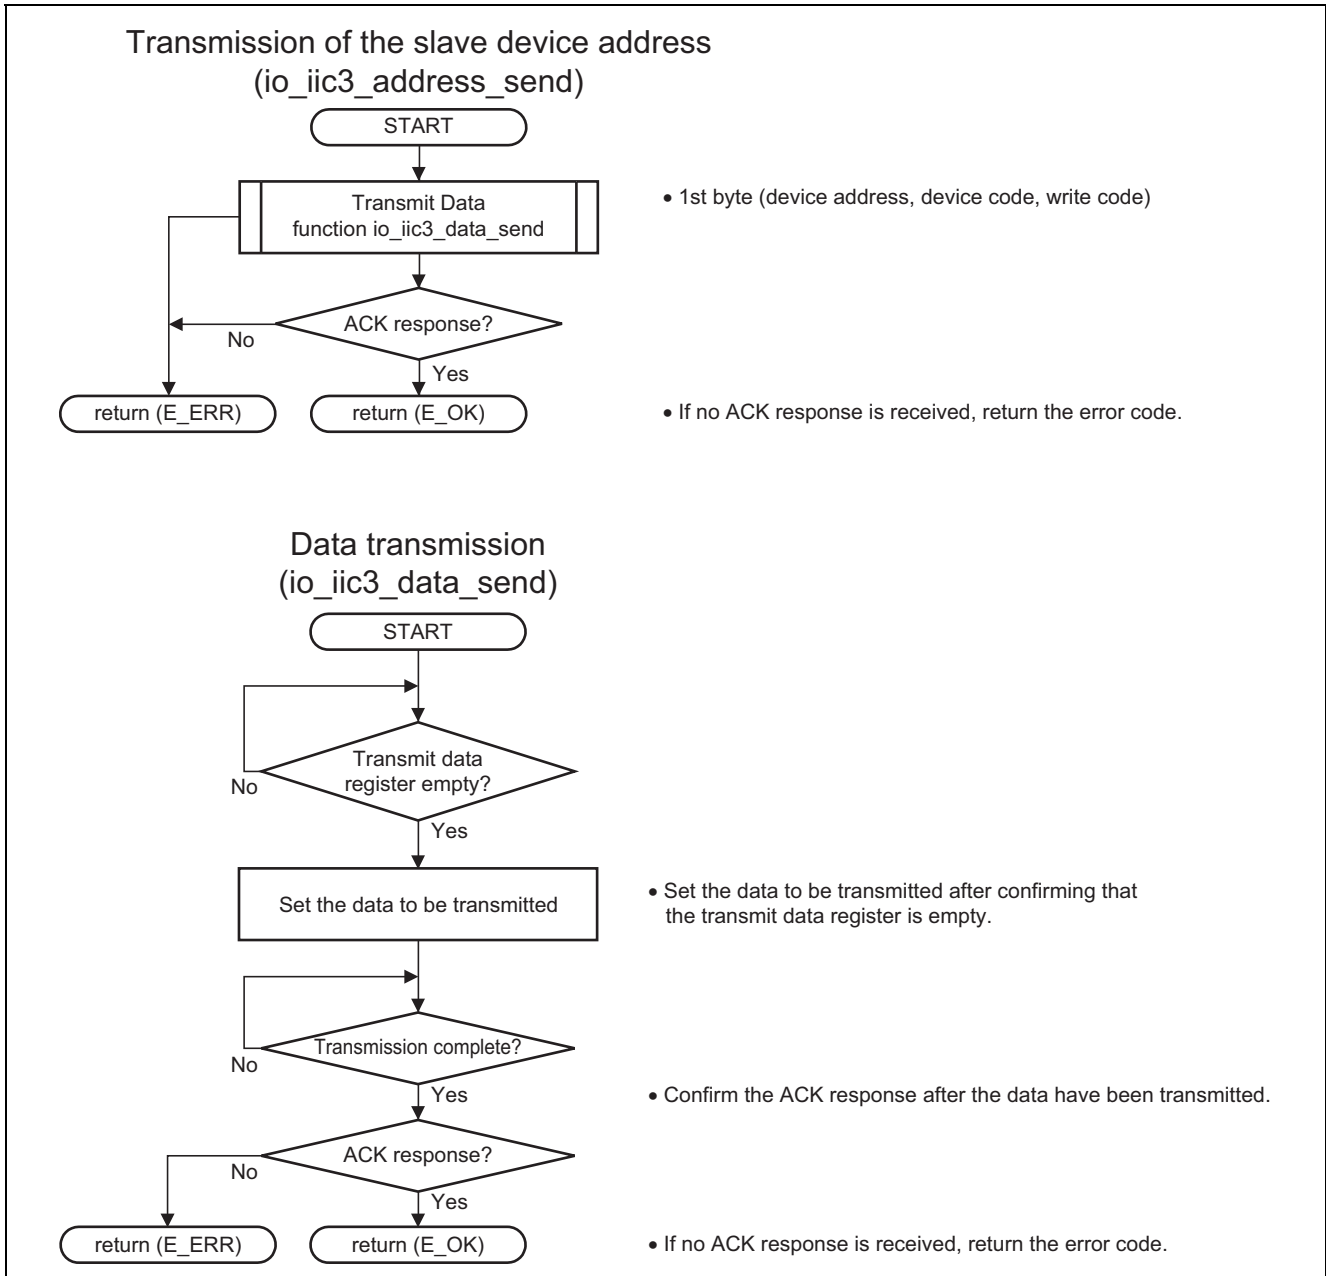 Transmission of the slave device address
(io_iic3_address_send)
START
Transmit Data
function io_iic3_data_send
• 1st byte (device address, device code, write code)
ACK response?
No
Yes
return (E_ERR)
return (E_OK)
• If no ACK response is received, return the error code.
Data transmission
(io_iic3_data_send)
START
Transmit data
register empty?
No
Yes
Set the data to be transmitted
• Set the data to be transmitted after confirming that
the transmit data register is empty.
Transmission complete?
No
Yes
• Confirm the ACK response after the data have been transmitted.
ACK response?
No
Yes
return (E_ERR)
return (E_OK)
• If no ACK response is received, return the error code.